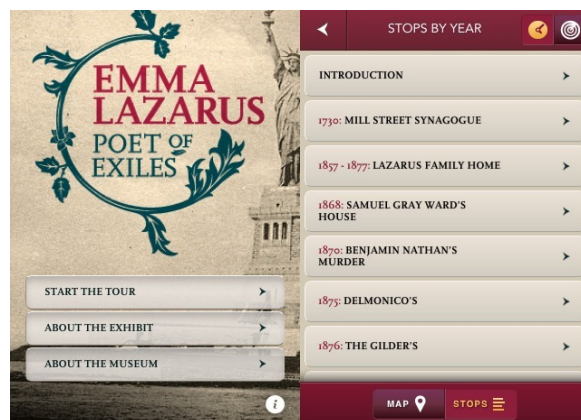 EMMA
LAZARUS
POET OF
EXILES
START THE TOUR
ABOUT THE EXHIBIT
ABOUT THE MUSEUM
i
STOPS BY YEAR
INTRODUCTION
1730: MILL STREET SYNAGOGUE
1857 - 1877: LAZARUS FAMILY HOME
1868: SAMUEL GRAY WARD'S
HOUSE
1870: BENJAMIN NATHAN'S
MURDER
1875: DELMONICO'S
1876: THE GILDER'S
MAP
STOPS